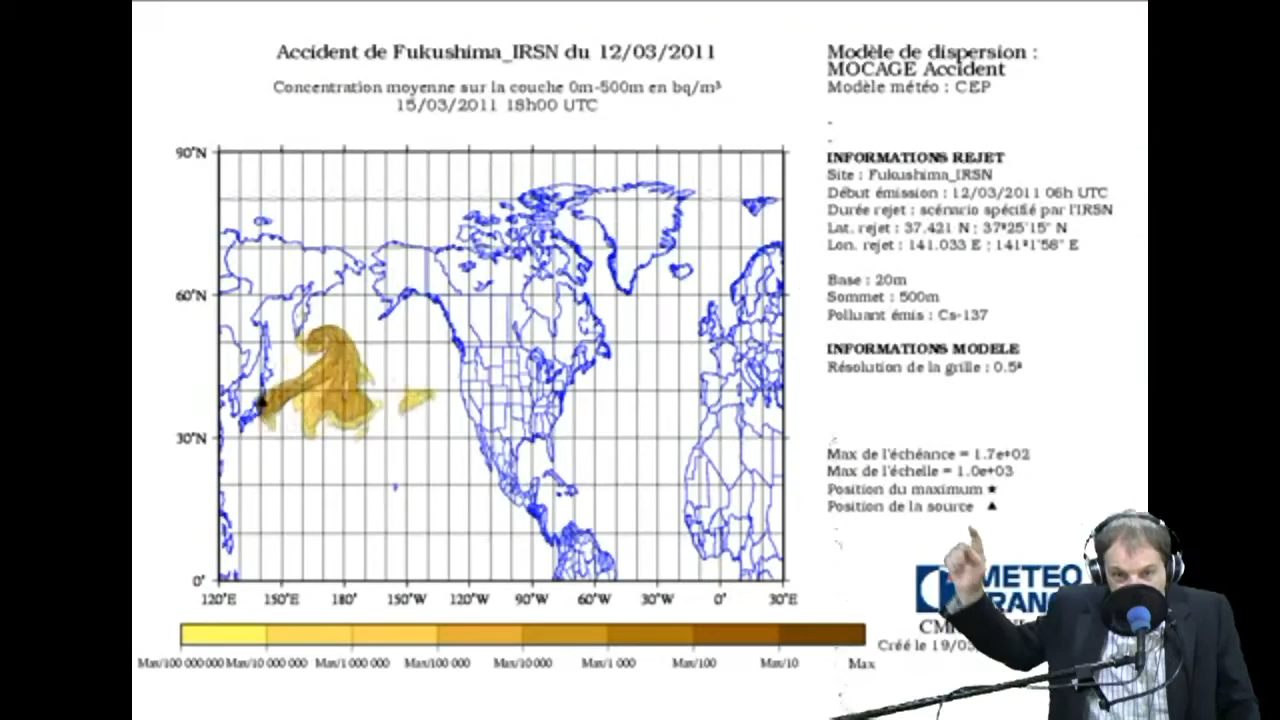 Accident de Fukushima_IRSN du 12/03/2011
Concentration moyenne sur la couche 0m-500m en bq/m³
15/03/2011 18h00 UTC
Modèle de dispersion :
MOCAGE Accident
Modèle météo : CEP
-
-
INFORMATIONS REJET
Site : Fukushima_IRSN
Début émission : 12/03/2011 06h UTC
Durée rejet : scénario spécifié par l'IRSN
Lat. rejet : 37.421 N ; 37°25'15" N
Lon. rejet : 141.033 E ; 141°1'58" E
Base : 20m
Sommet : 500m
Polluant émis : Cs-137
INFORMATIONS MODELE
Résolution de la grille : 0.5°
Max de l'échéance = 1.7e+02
Max de l'échelle = 1.0e+03
Position du maximum ★
Position de la source ▲
90°N
60°N
30°N
0°
120°E 150°E 180° 150°W 120°W 90°W 60°W 30°W 0° 30°E
Max/100 000 000 Max/10 000 000 Max/1 000 000 Max/100 000 Max/10 000 Max/1 000 Max/100 Max/10 Max
METEO
Créé le 19/0